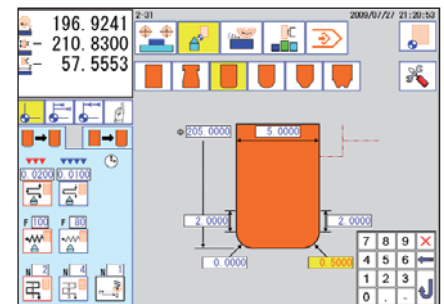 2-31
2009/07/27 21:20:53
196.9241
210.8300
57.5553
ϕ 205.0000
5.0000
0.0200 0.0100
2.0000
2.0000
F 100 F 80
0.0000
0.5000
N 2 N 4 N 1
7 8 9 X
4 5 6
1 2 3
0 . -